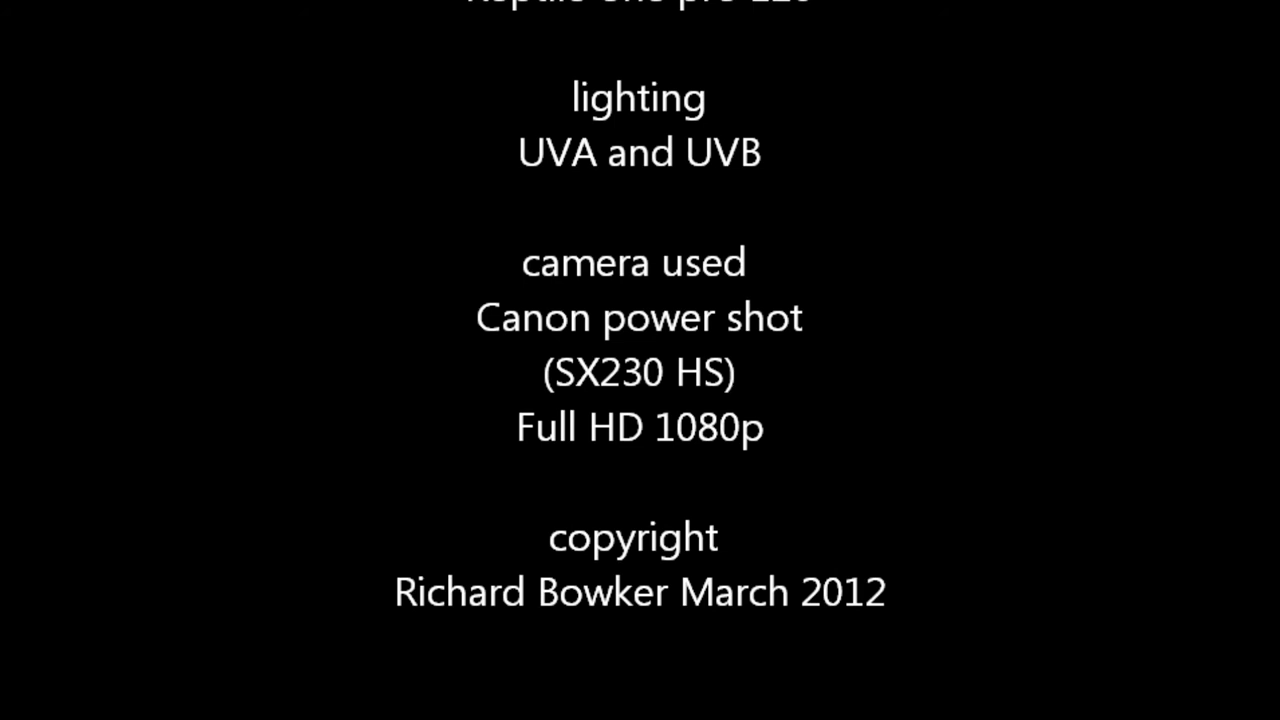 lighting
UVA and UVB
camera used
Canon power shot
(SX230 HS)
Full HD 1080p
copyright
Richard Bowker March 2012